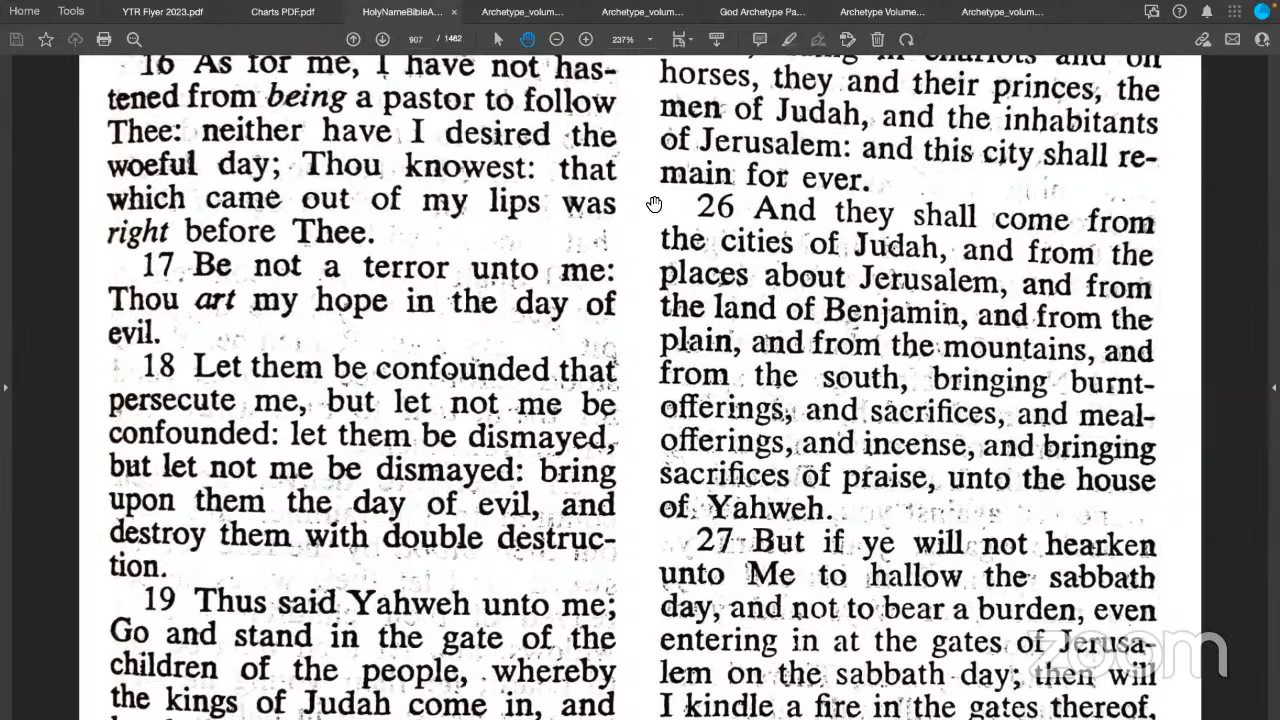 Home
Tools
YTR Flyer 2023.pdf
Charts PDF.pdf
HolyNameBibleA...
Archetype_volum...
Archetype_volum...
God Archetype Pa...
Archetype Volume...
Archetype_volum...
907 / 1462
237%
16 As for me, I have not has-
tened from being a pastor to follow
Thee: neither have I desired the
woeful day; Thou knowest: that
which came out of my lips was
right before Thee.
17 Be not a terror unto me:
Thou art my hope in the day of
evil.
18 Let them be confounded that
persecute me, but let not me be
confounded: let them be dismayed,
but let not me be dismayed: bring
upon them the day of evil, and
destroy them with double destruc-
tion.
19 Thus said Yahweh unto me;
Go and stand in the gate of the
children of the people, whereby
the kings of Judah come in, and
in chariots and on
horses, they and their princes, the
men of Judah, and the inhabitants
of Jerusalem: and this city shall re-
main for ever.
26 And they shall come from
the cities of Judah, and from the
places about Jerusalem, and from
the land of Benjamin, and from the
plain, and from the mountains, and
from the south, bringing burnt-
offerings, and sacrifices, and meal-
offerings, and incense, and bringing
sacrifices of praise, unto the house
of Yahweh.
27 But if ye will not hearken
unto Me to hallow the sabbath
day, and not to bear a burden, even
entering in at the gates of Jerusa-
lem on the sabbath day; then will
I kindle a fire in the gates thereof,
zoom